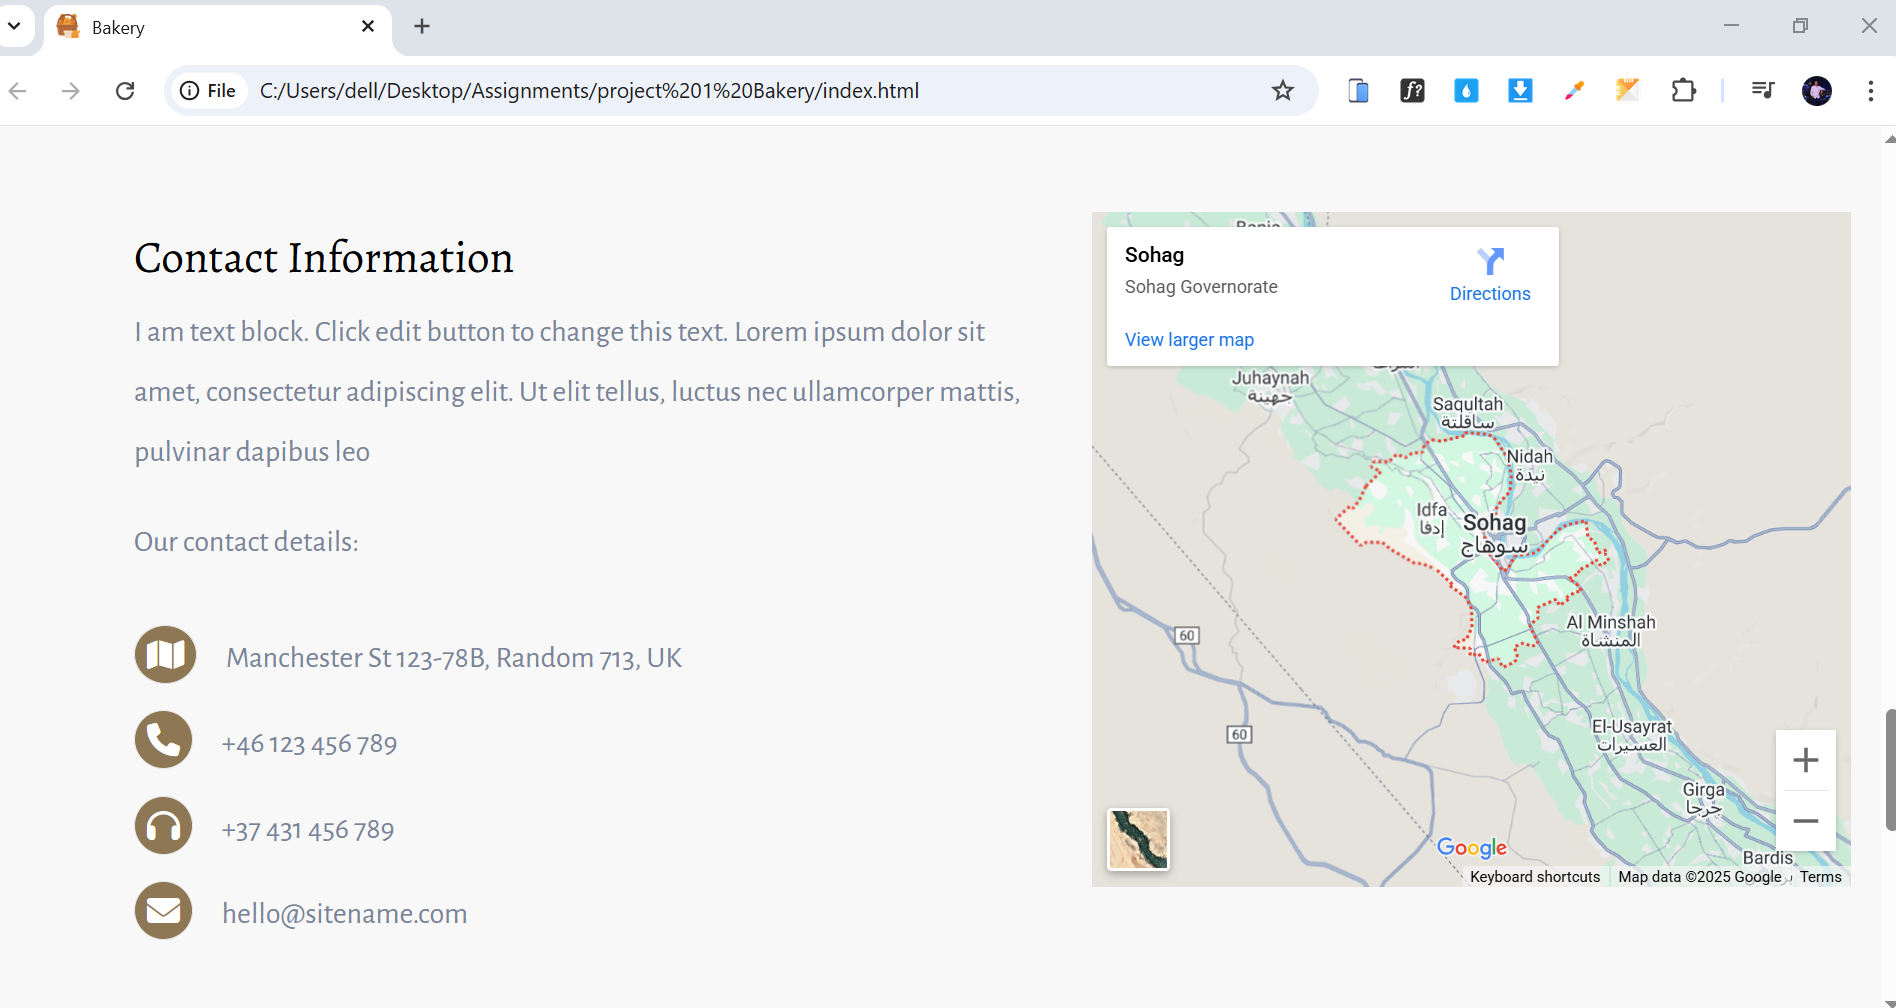 Bakery
File
C:/Users/dell/Desktop/Assignments/project%201%20Bakery/index.html
f?
Contact Information
I am text block. Click edit button to change this text. Lorem ipsum dolor sit
amet, consectetur adipiscing elit. Ut elit tellus, luctus nec ullamcorper mattis,
pulvinar dapibus leo
Our contact details:
Manchester St 123-78B, Random 713, UK
+46 123 456 789
+37 431 456 789
hello@sitename.com
Sohag
Sohag Governorate
Directions
View larger map
Juhaynah
جهينة
Saqultah
ساقلتة
Nidah
نيدة
Idfa
إدفا
Sohag
سوهاج
Al Minshah
المنشاة
60
60
El-Usayrat
العسيرات
Girga
جرجا
Bardis
Google
Keyboard shortcuts
Map data ©2025 Google
Terms